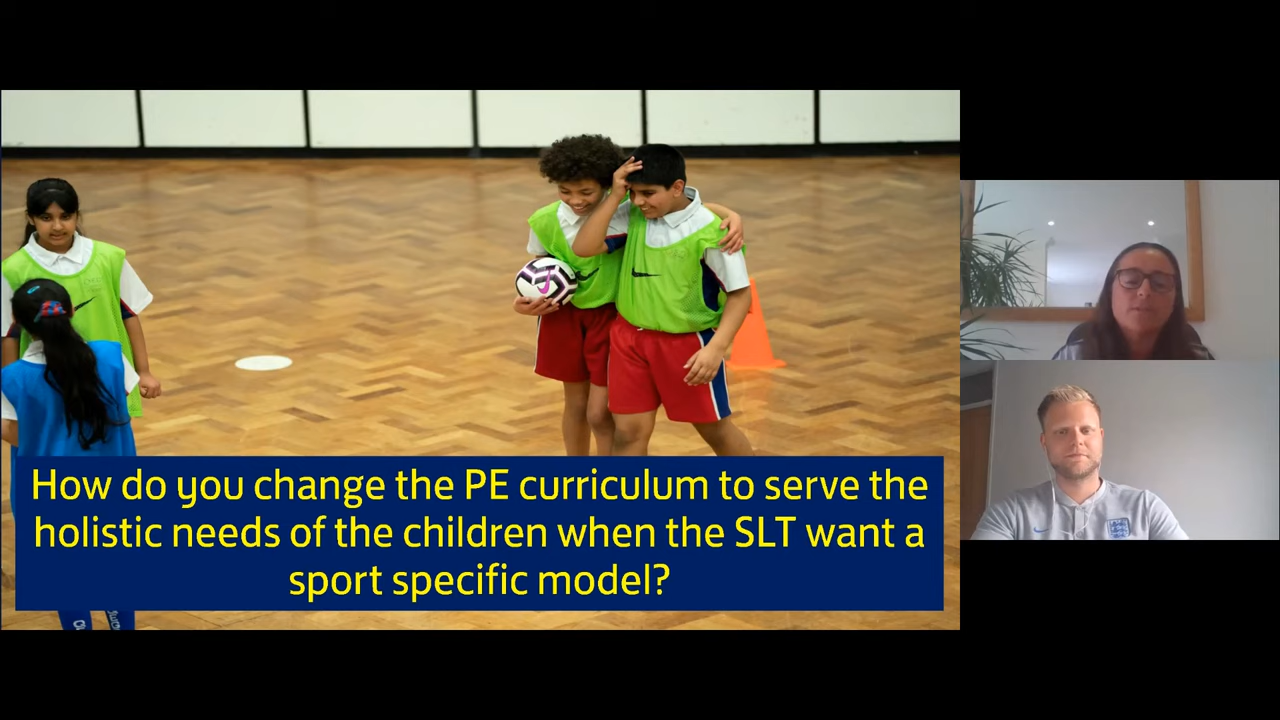 How do you change the PE curriculum to serve the
holistic needs of the children when the SLT want a
sport specific model?